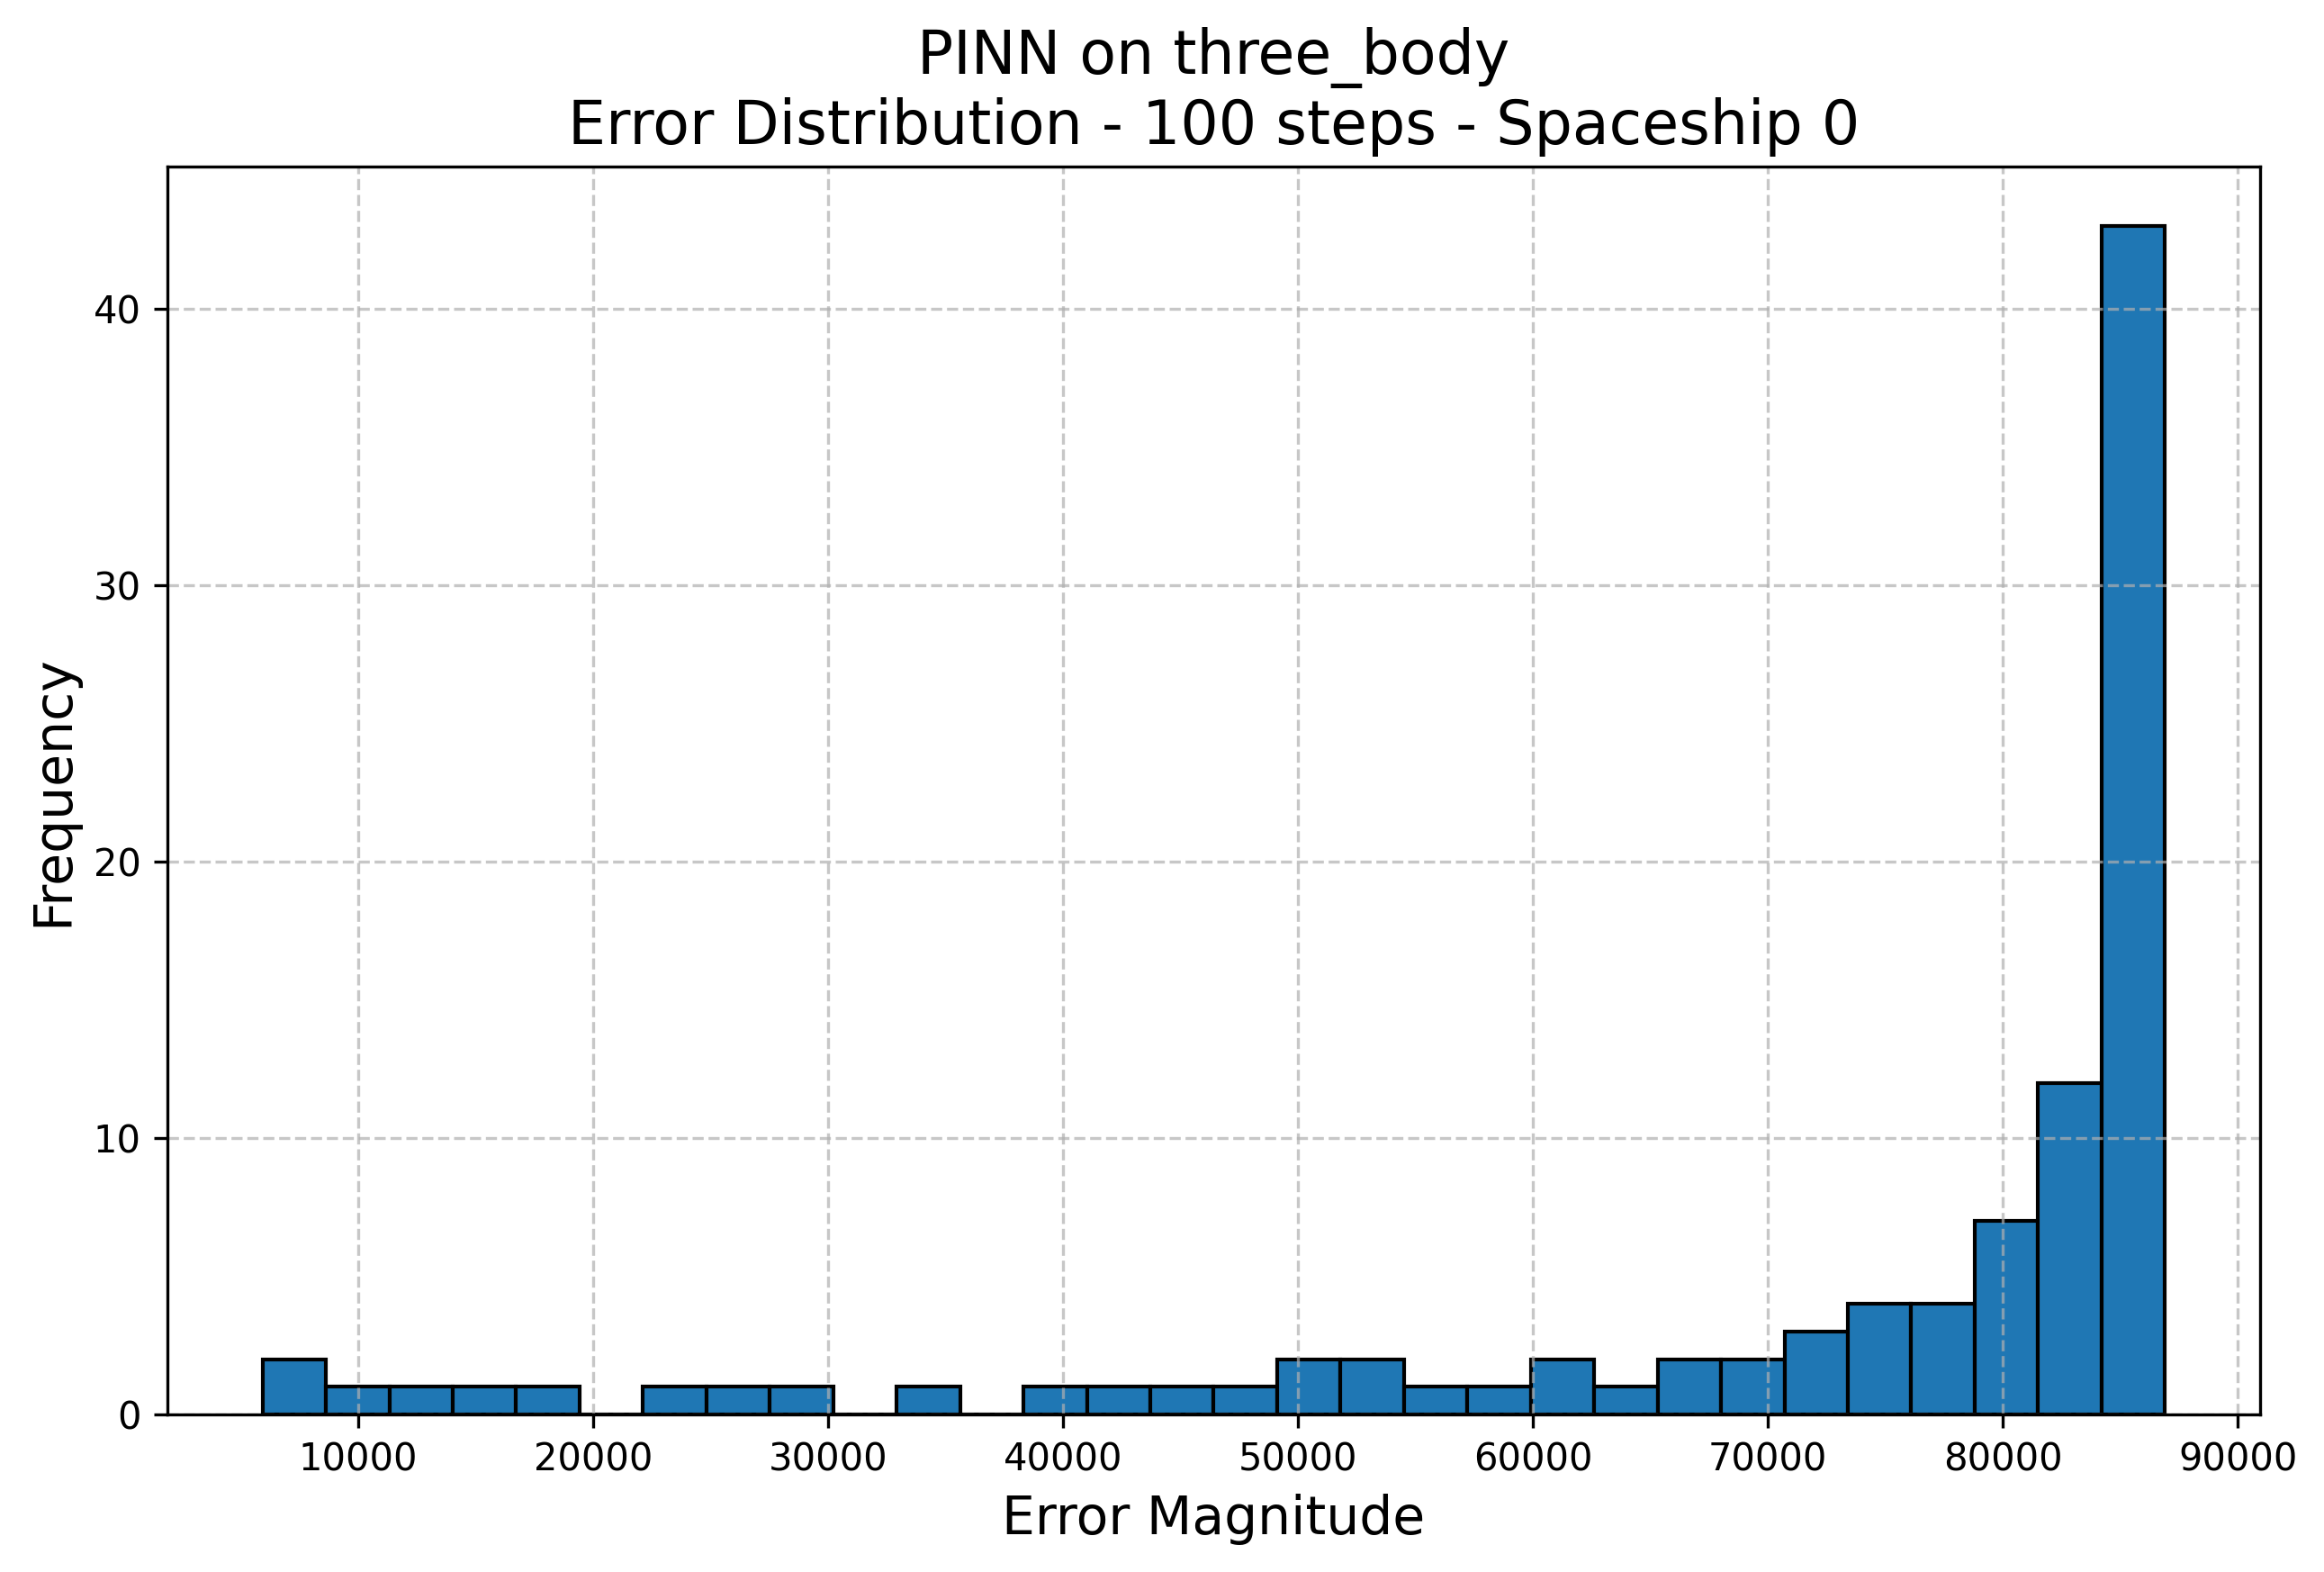 PINN on three_body
Error Distribution - 100 steps - Spaceship 0
Frequency
40
30
20
10
0
10000 20000 30000 40000 50000 60000 70000 80000 90000
Error Magnitude